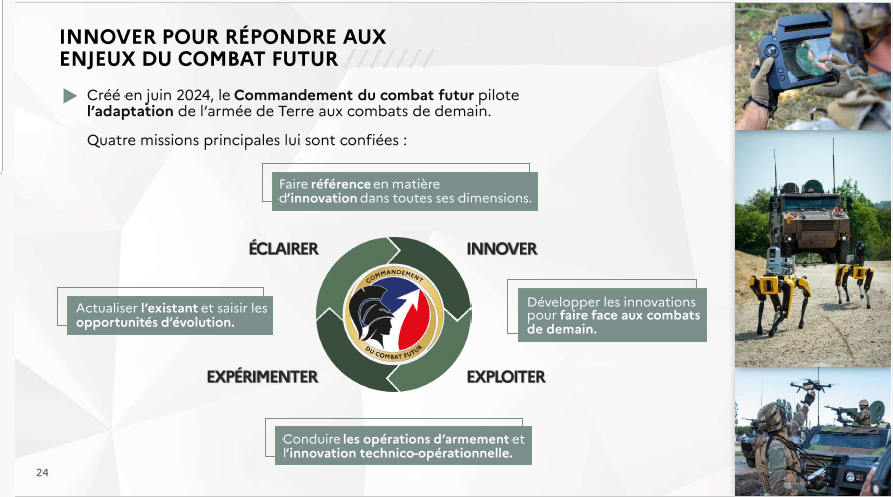 INNOVER POUR RÉPONDRE AUX
ENJEUX DU COMBAT FUTUR
Créé en juin 2024, le Commandement du combat futur pilote
l'adaptation de l'armée de Terre aux combats de demain.
Quatre missions principales lui sont confiées :
Faire référence en matière
d'innovation dans toutes ses dimensions.
ÉCLAIRER
INNOVER
COMMANDEMENT
DU COMBAT FUTUR
Actualiser l'existant et saisir les
opportunités d'évolution.
Développer les innovations
pour faire face aux combats
de demain.
EXPÉRIMENTER
EXPLOITER
Conduire les opérations d'armement et
l'innovation technico-opérationnelle.
24